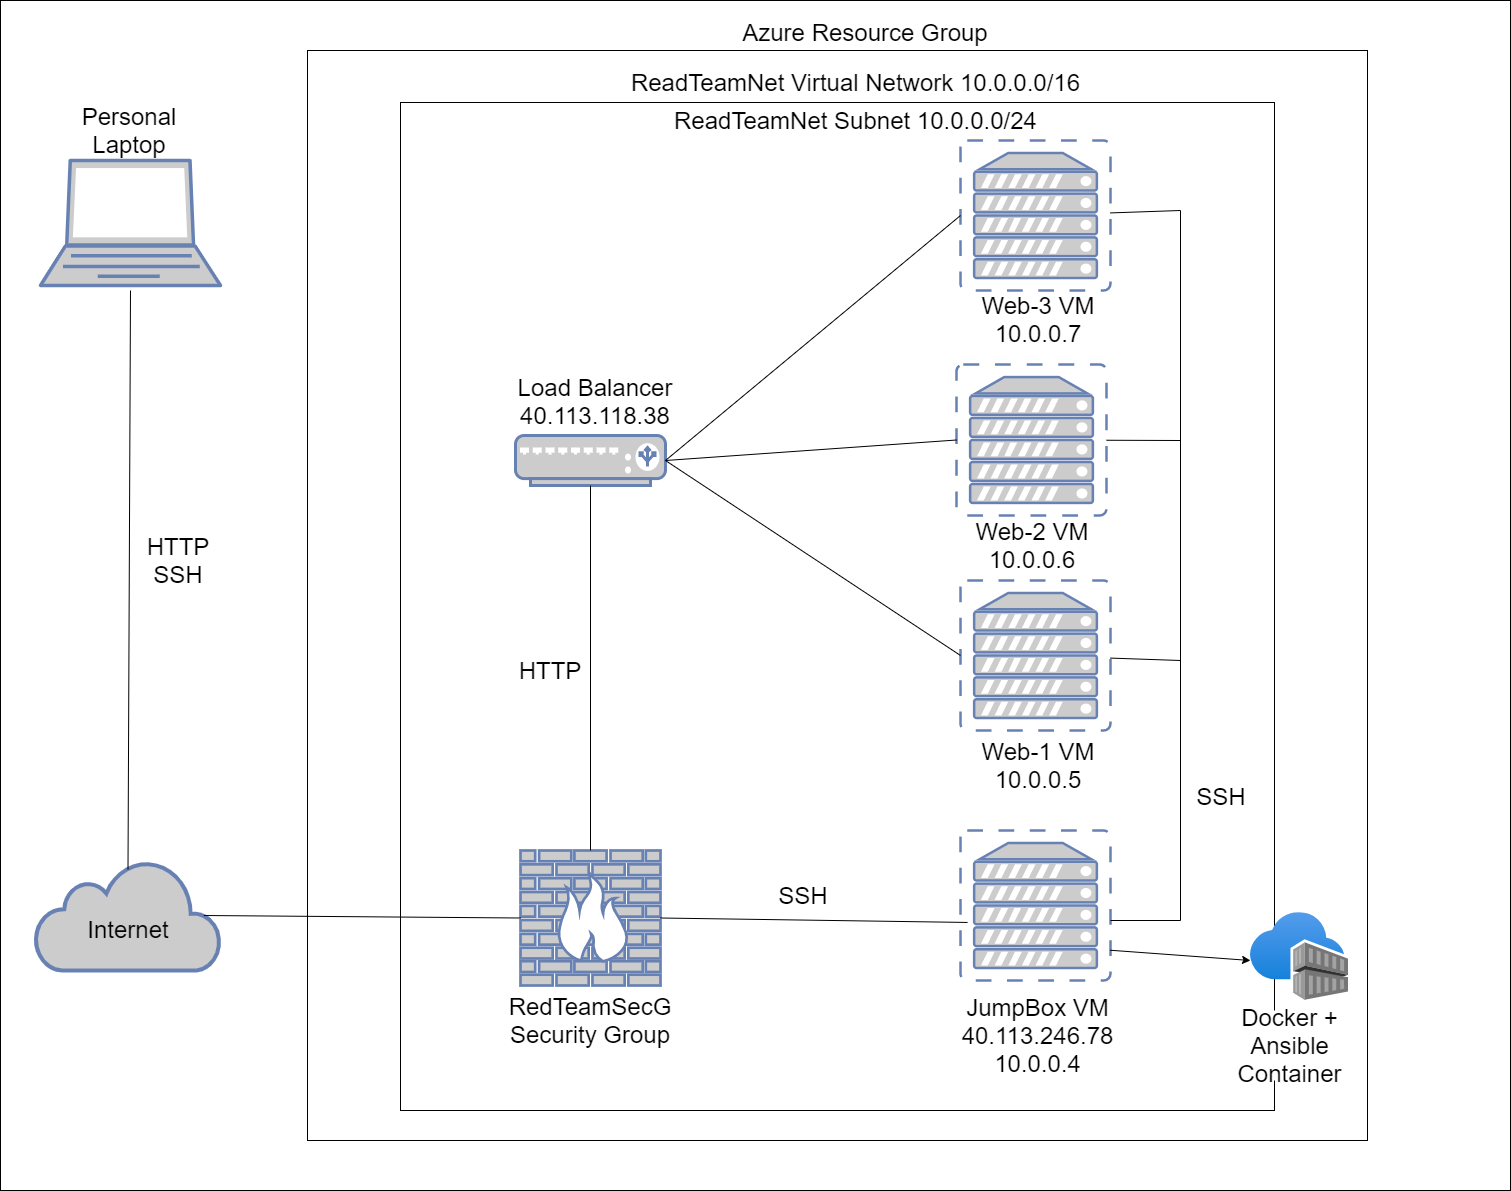 Azure Resource Group
ReadTeamNet Virtual Network 10.0.0.0/16
ReadTeamNet Subnet 10.0.0.0/24
Personal
Laptop
Web-3 VM
10.0.0.7
Load Balancer
40.113.118.38
Web-2 VM
10.0.0.6
HTTP
SSH
HTTP
Web-1 VM
10.0.0.5
SSH
SSH
Internet
RedTeamSecG
Security Group
JumpBox VM
40.113.246.78
10.0.0.4
Docker +
Ansible
Container